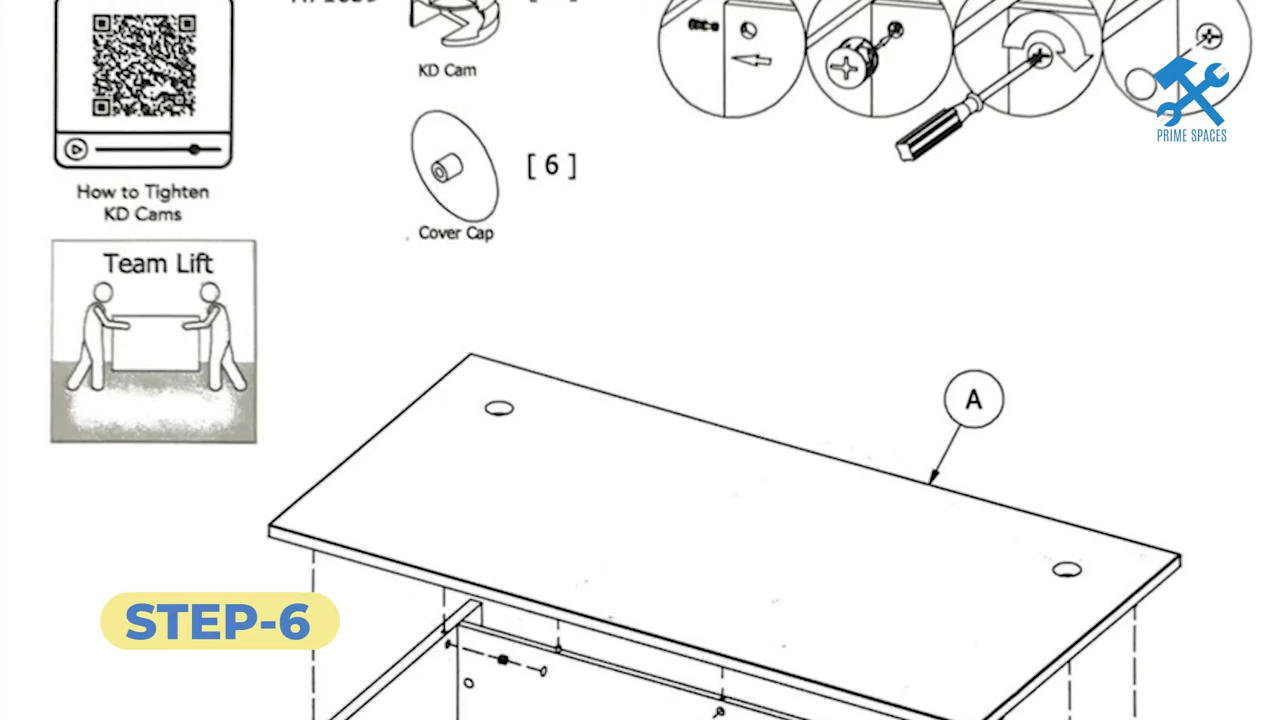 KD Cam
[ 6 ]
Cover Cap
How to Tighten
KD Cams
Team Lift
PRIME SPACES
A
STEP-6